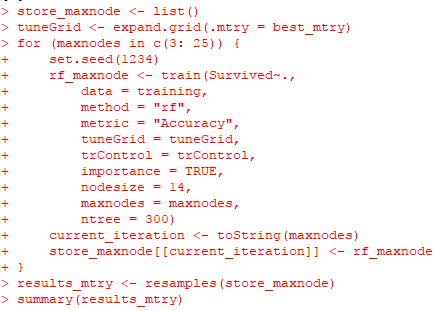 > store_maxnode <- list()
> tuneGrid <- expand.grid(.mtry = best_mtry)
> for (maxnodes in c(3: 25)) {
+     set.seed(1234)
+     rf_maxnode <- train(Survived~.,
+         data = training,
+         method = "rf",
+         metric = "Accuracy",
+         tuneGrid = tuneGrid,
+         trControl = trControl,
+         importance = TRUE,
+         nodesize = 14,
+         maxnodes = maxnodes,
+         ntree = 300)
+     current_iteration <- toString(maxnodes)
+     store_maxnode[[current_iteration]] <- rf_maxnode
+ }
> results_mtry <- resamples(store_maxnode)
> summary(results_mtry)